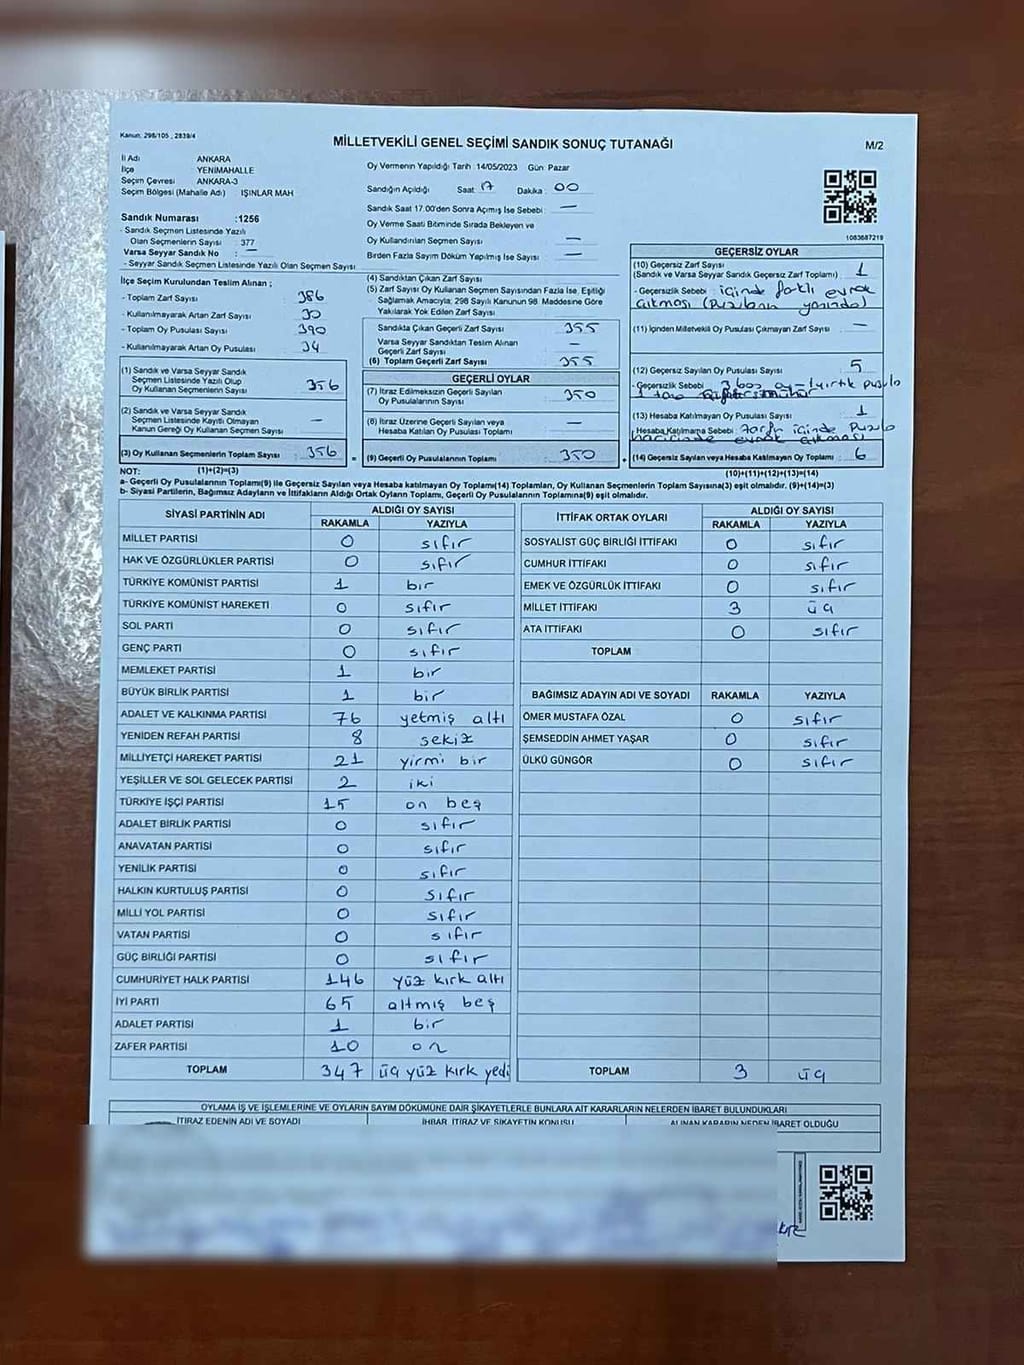 Kanun, 298/105 , 2839/4
MİLLETVEKİLİ GENEL SEÇİMİ SANDIK SONUÇ TUTANAĞI
M/2
İl Adı ANKARA
İlçe YENİMAHALLE
Seçim Çevresi ANKARA-3
Seçim Bölgesi (Mahalle Adı) IŞINLAR MAH
Sandık Numarası :1256
- Sandık Seçmen Listesinde Yazılı
Olan Seçmenlerin Sayısı : 377
Varsa Seyyar Sandık No : —
- Seyyar Sandık Seçmen Listesinde Yazılı Olan Seçmen Sayısı
Oy Vermenin Yapıldığı Tarih :14/05/2023 Gün Pazar
Sandığın Açıldığı Saat 17 Dakika : 00
Sandık Saat 17.00'den Sonra Açılmış İse Sebebi : —
Oy Verme Saati Bitiminde Sırada Bekleyen ve
Oy Kullandırılan Seçmen Sayısı —
Birden Fazla Sayım Döküm Yapılmış İse Sayısı : —
1083687219
İlçe Seçim Kurulundan Teslim Alınan ;
- Toplam Zarf Sayısı : 386
- Kullanılmayarak Artan Zarf Sayısı : 30
- Toplam Oy Pusulası Sayısı : 390
- Kullanılmayarak Artan Oy Pusulası : 34
(1) Sandık ve Varsa Seyyar Sandık
Seçmen Listesinde Yazılı Olup
Oy Kullanan Seçmenlerin Sayısı : 356
(2) Sandık ve Varsa Seyyar Sandık
Seçmen Listesinde Kayıtlı Olmayan
Kanun Gereği Oy Kullanan Seçmen Sayısı : —
(3) Oy Kullanan Seçmenlerin Toplam Sayısı : 356
(4) Sandıktan Çıkan Zarf Sayısı
(5) Zarf Sayısı Oy Kullanan Seçmen Sayısından Fazla İse, Eşitliği
Sağlamak Amacıyla; 298 Sayılı Kanunun 98. Maddesine Göre
Yakılarak Yok Edilen Zarf Sayısı
Sandıkta Çıkan Geçerli Zarf Sayısı : 355
Varsa Seyyar Sandıktan Teslim Alınan
Geçerli Zarf Sayısı : —
(6) Toplam Geçerli Zarf Sayısı : 355
GEÇERLİ OYLAR
(7) İtiraz Edilmeksizin Geçerli Sayılan
Oy Pusulalarının Sayısı : 350
(8) İtiraz Üzerine Geçerli Sayılan veya
Hesaba Katılan Oy Pusulası Toplamı : —
= (9) Geçerli Oy Pusulalarının Toplamı : 350 +
GEÇERSİZ OYLAR
(10) Geçersiz Zarf Sayısı
(Sandık ve Varsa Seyyar Sandık Geçersiz Zarf Toplamı) : 1
- Geçersizlik Sebebi : içinde farklı evrak
çıkması (Pusulanın yanında)
(11) İçinden Milletvekili Oy Pusulası Çıkmayan Zarf Sayısı : —
(12) Geçersiz Sayılan Oy Pusulası Sayısı : 5
- Geçersizlik Sebebi : 3 boş oy - 1 yırtık pusula
1 tane mühür
(13) Hesaba Katılmayan Oy Pusulası Sayısı : 1
Hesaba Katılmama Sebebi : zarfın içinde Pusula
haricinde evrak çıkması
(14) Geçersiz Sayılan veya Hesaba Katılmayan Oy Toplamı : 6
NOT: (1)+(2)=(3)
(10)+(11)+(12)+(13)=(14)
a- Geçerli Oy Pusulalarının Toplamı(9) ile Geçersiz Sayılan veya Hesaba katılmayan Oy Toplamı(14) Toplamları, Oy Kullanan Seçmenlerin Toplam Sayısına(3) eşit olmalıdır. (9)+(14)=(3)
b- Siyasi Partilerin, Bağımsız Adayların ve İttifakların Aldığı Ortak Oyların Toplamı, Geçerli Oy Pusulalarının Toplamına(9) eşit olmalıdır.
SİYASİ PARTİNİN ADI ALDIĞI OY SAYISI
RAKAMLA YAZIYLA
MİLLET PARTİSİ 0 sıfır
HAK VE ÖZGÜRLÜKLER PARTİSİ 0 sıfır
TÜRKİYE KOMÜNİST PARTİSİ 1 bir
TÜRKİYE KOMÜNİST HAREKETİ 0 sıfır
SOL PARTİ 0 sıfır
GENÇ PARTİ 0 sıfır
MEMLEKET PARTİSİ 1 bir
BÜYÜK BİRLİK PARTİSİ 1 bir
ADALET VE KALKINMA PARTİSİ 76 yetmiş altı
YENİDEN REFAH PARTİSİ 8 sekiz
MİLLİYETÇİ HAREKET PARTİSİ 21 yirmi bir
YEŞİLLER VE SOL GELECEK PARTİSİ 2 iki
TÜRKİYE İŞÇİ PARTİSİ 15 on beş
ADALET BİRLİK PARTİSİ 0 sıfır
ANAVATAN PARTİSİ 0 sıfır
YENİLİK PARTİSİ 0 sıfır
HALKIN KURTULUŞ PARTİSİ 0 sıfır
MİLLİ YOL PARTİSİ 0 sıfır
VATAN PARTİSİ 0 sıfır
GÜÇ BİRLİĞİ PARTİSİ 0 sıfır
CUMHURİYET HALK PARTİSİ 146 yüz kırk altı
İYİ PARTİ 65 altmış beş
ADALET PARTİSİ 1 bir
ZAFER PARTİSİ 10 on
TOPLAM 347 üç yüz kırk yedi
İTTİFAK ORTAK OYLARI ALDIĞI OY SAYISI
RAKAMLA YAZIYLA
SOSYALİST GÜÇ BİRLİĞİ İTTİFAKI 0 sıfır
CUMHUR İTTİFAKI 0 sıfır
EMEK VE ÖZGÜRLÜK İTTİFAKI 0 sıfır
MİLLET İTTİFAKI 3 üç
ATA İTTİFAKI 0 sıfır
TOPLAM
BAĞIMSIZ ADAYIN ADI VE SOYADI RAKAMLA YAZIYLA
ÖMER MUSTAFA ÖZAL 0 sıfır
ŞEMSEDDİN AHMET YAŞAR 0 sıfır
ÜLKÜ GÜNGÖR 0 sıfır
TOPLAM 3 üç
OYLAMA İŞ VE İŞLEMLERİNE VE OYLARIN SAYIM DÖKÜMÜNE DAİR ŞİKAYETLERLE BUNLARA AİT KARARLARIN NELERDEN İBARET BULUNDUKLARI
İTİRAZ EDENİN ADI VE SOYADI İHBAR, İTİRAZ VE ŞİKAYETİN KONUSU ALINAN KARARIN NEDEN İBARET OLDUĞU